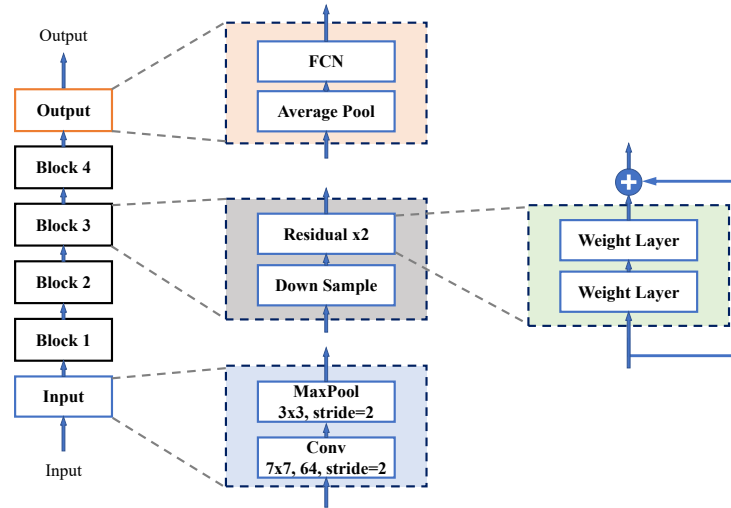 Output
Output
Block 4
Block 3
Block 2
Block 1
Input
Input
FCN
Average Pool
Residual x2
Down Sample
MaxPool
3x3, stride=2
Conv
7x7, 64, stride=2
Weight Layer
Weight Layer